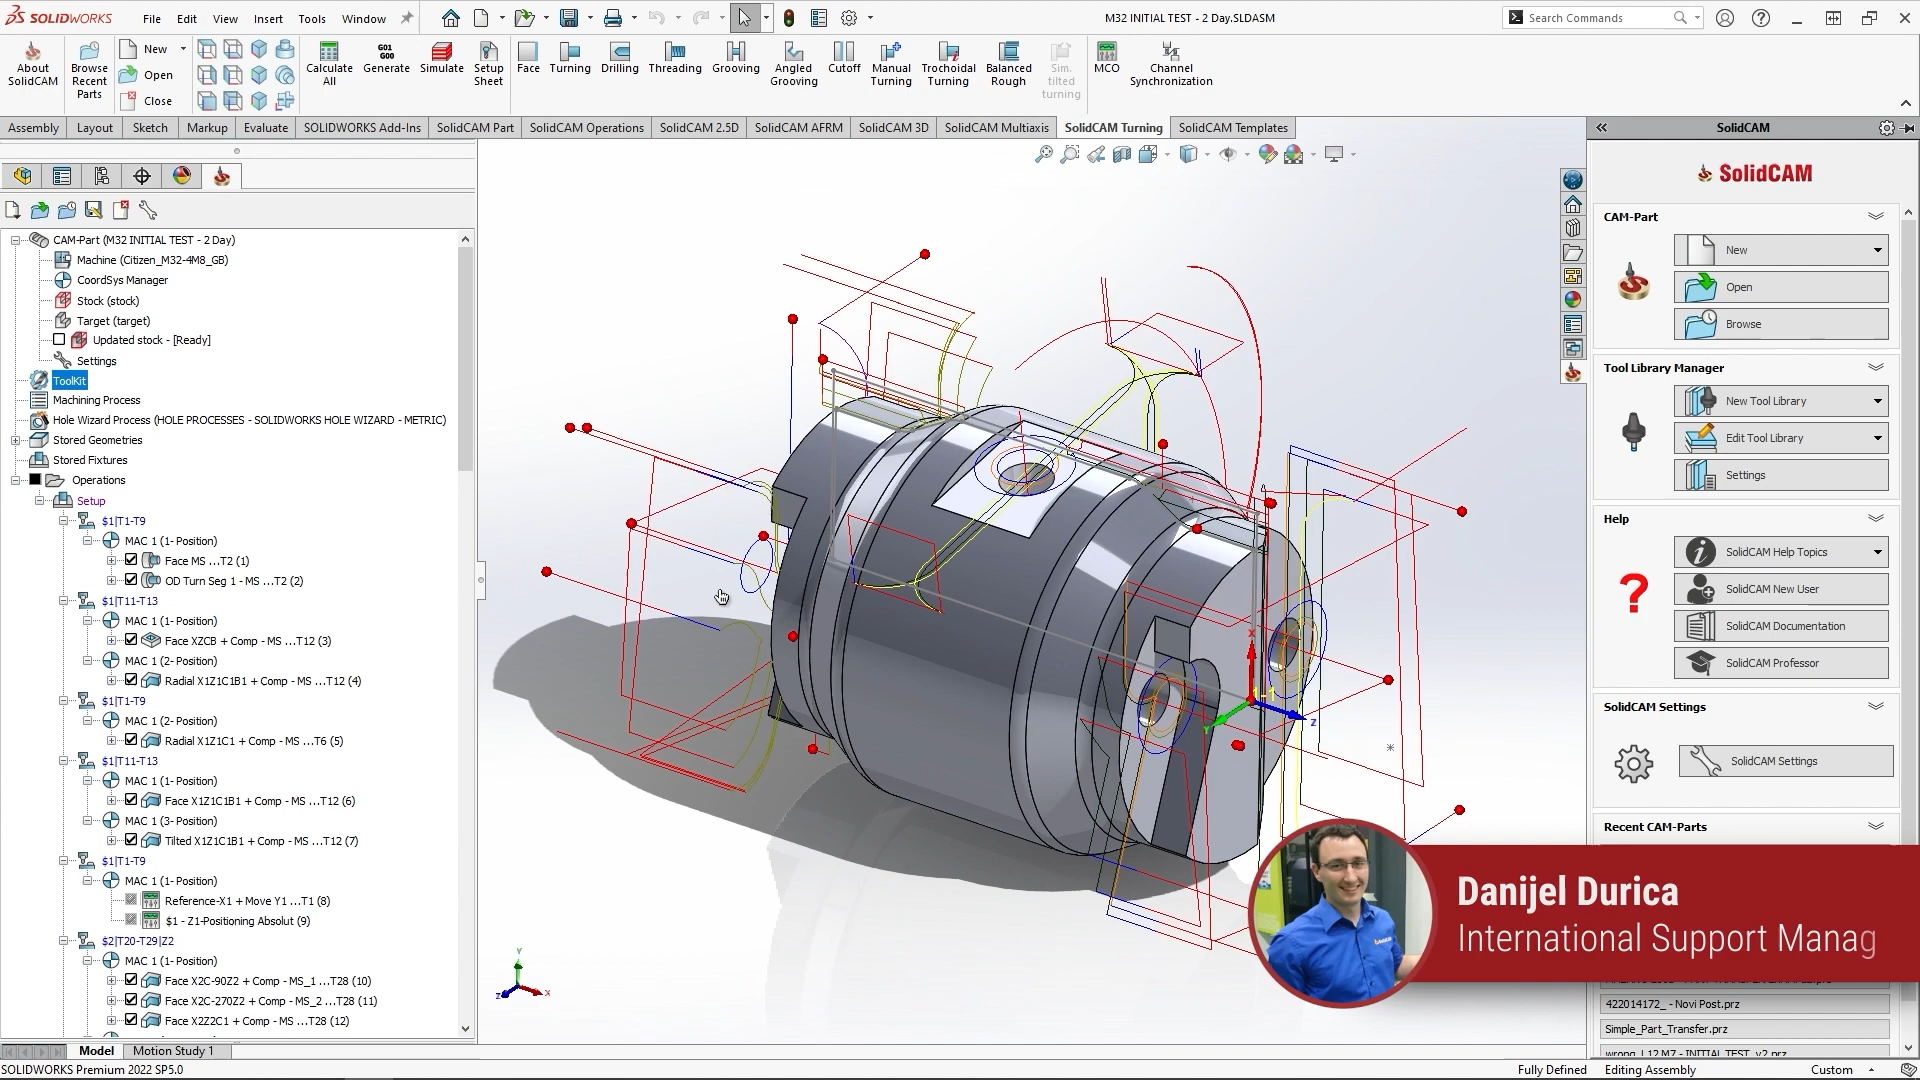 SOLIDWORKS
File Edit View Insert Tools Window
M32 INITIAL TEST - 2 Day.SLDASM
Search Commands
About SolidCAM
Browse Recent Parts
New
Open
Close
Calculate All
G01 G00
Generate
Simulate
Setup Sheet
Face
Turning
Drilling
Threading
Grooving
Angled Grooving
Cutoff
Manual Turning
Trochoidal Turning
Balanced Rough
Sim. tilted turning
MCO
Channel Synchronization
Assembly Layout Sketch Markup Evaluate SOLIDWORKS Add-Ins SolidCAM Part SolidCAM Operations SolidCAM 2.5D SolidCAM AFRM SolidCAM 3D SolidCAM Multiaxis SolidCAM Turning SolidCAM Templates
CAM-Part (M32 INITIAL TEST - 2 Day)
Machine (Citizen_M32-4M8_GB)
CoordSys Manager
Stock (stock)
Target (target)
Updated stock - [Ready]
Settings
ToolKit
Machining Process
Hole Wizard Process (HOLE PROCESSES - SOLIDWORKS HOLE WIZARD - METRIC)
Stored Geometries
Stored Fixtures
Operations
Setup
$1|T1-T9
MAC 1 (1- Position)
Face MS ...T2 (1)
OD Turn Seg 1 - MS ...T2 (2)
$1|T11-T13
MAC 1 (1- Position)
Face XZCB + Comp - MS ...T12 (3)
MAC 1 (2- Position)
Radial X1Z1C1B1 + Comp - MS ...T12 (4)
$1|T1-T9
MAC 1 (2- Position)
Radial X1Z1C1 + Comp - MS ...T6 (5)
$1|T11-T13
MAC 1 (1- Position)
Face X1Z1C1B1 + Comp - MS ...T12 (6)
MAC 1 (3- Position)
Tilted X1Z1C1B1 + Comp - MS ...T12 (7)
$1|T1-T9
MAC 1 (1- Position)
Reference-X1 + Move Y1 ...T1 (8)
$1 - Z1-Positioning Absolut (9)
$2|T20-T29|Z2
MAC 1 (1- Position)
Face X2C-90Z2 + Comp - MS_1 ...T28 (10)
Face X2C-270Z2 + Comp - MS_2 ...T28 (11)
Face X2Z2C1 + Comp - MS ...T28 (12)
X
1-1
Y
Z
Y
Z
X
SolidCAM
SolidCAM
CAM-Part
New
Open
Browse
Tool Library Manager
New Tool Library
Edit Tool Library
Settings
Help
SolidCAM Help Topics
SolidCAM New User
SolidCAM Documentation
SolidCAM Professor
SolidCAM Settings
SolidCAM Settings
Recent CAM-Parts
Danijel Durica
International Support Manag
422014172_ - Novi Post.prz
Simple_Part_Transfer.prz
wrong_L12 M7 - INITIAL TEST_v2.prz
Model Motion Study 1
SOLIDWORKS Premium 2022 SP5.0
Fully Defined Editing Assembly Custom